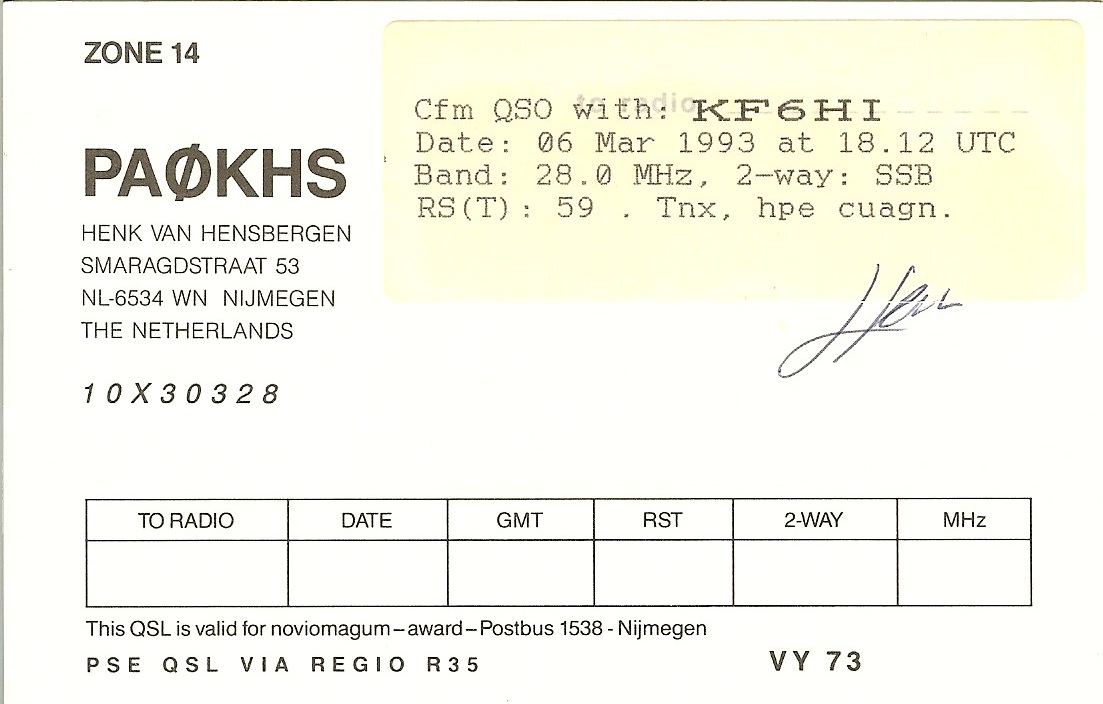 ZONE 14
PAØKHS
HENK VAN HENSBERGEN
SMARAGDSTRAAT 53
NL-6534 WN NIJMEGEN
THE NETHERLANDS
10X30328
to radio
Cfm QSO with: KF6HI
Date: 06 Mar 1993 at 18.12 UTC
Band: 28.0 MHz, 2-way: SSB
RS(T): 59 . Tnx, hpe cuagn.
TO RADIO DATE GMT RST 2-WAY MHz
This QSL is valid for noviomagum–award–Postbus 1538 - Nijmegen
PSE QSL VIA REGIO R35 VY 73